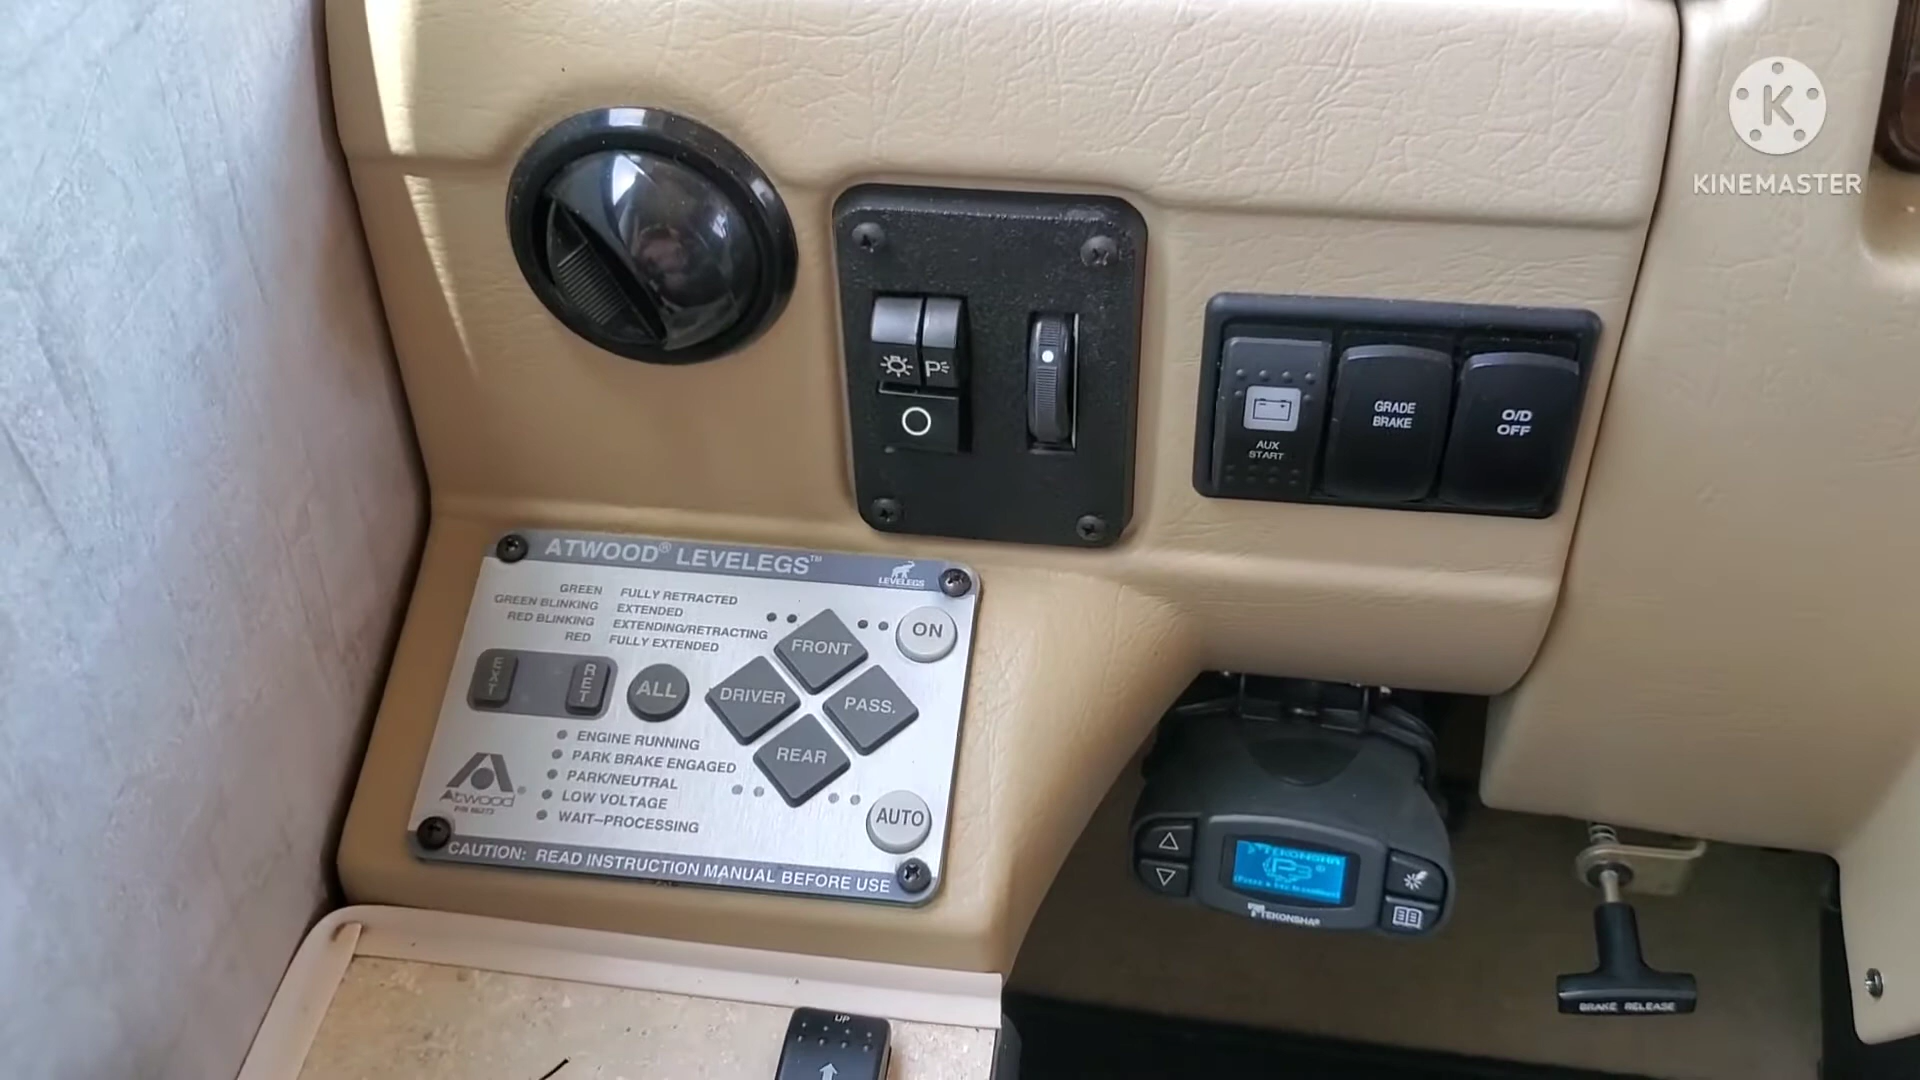 K
KINEMASTER
P
AUX
START
GRADE
BRAKE
O/D
OFF
ATWOOD® LEVELEGS™
LEVELEGS
GREEN FULLY RETRACTED
GREEN BLINKING EXTENDED
RED BLINKING EXTENDING/RETRACTING
RED FULLY EXTENDED
ON
FRONT
EXT
RET
ALL
DRIVER
PASS.
REAR
ENGINE RUNNING
PARK BRAKE ENGAGED
PARK/NEUTRAL
LOW VOLTAGE
WAIT–PROCESSING
Atwood®
AUTO
CAUTION: READ INSTRUCTION MANUAL BEFORE USE
TEKONSHA
P3®
TEKONSHA®
BRAKE RELEASE
UP